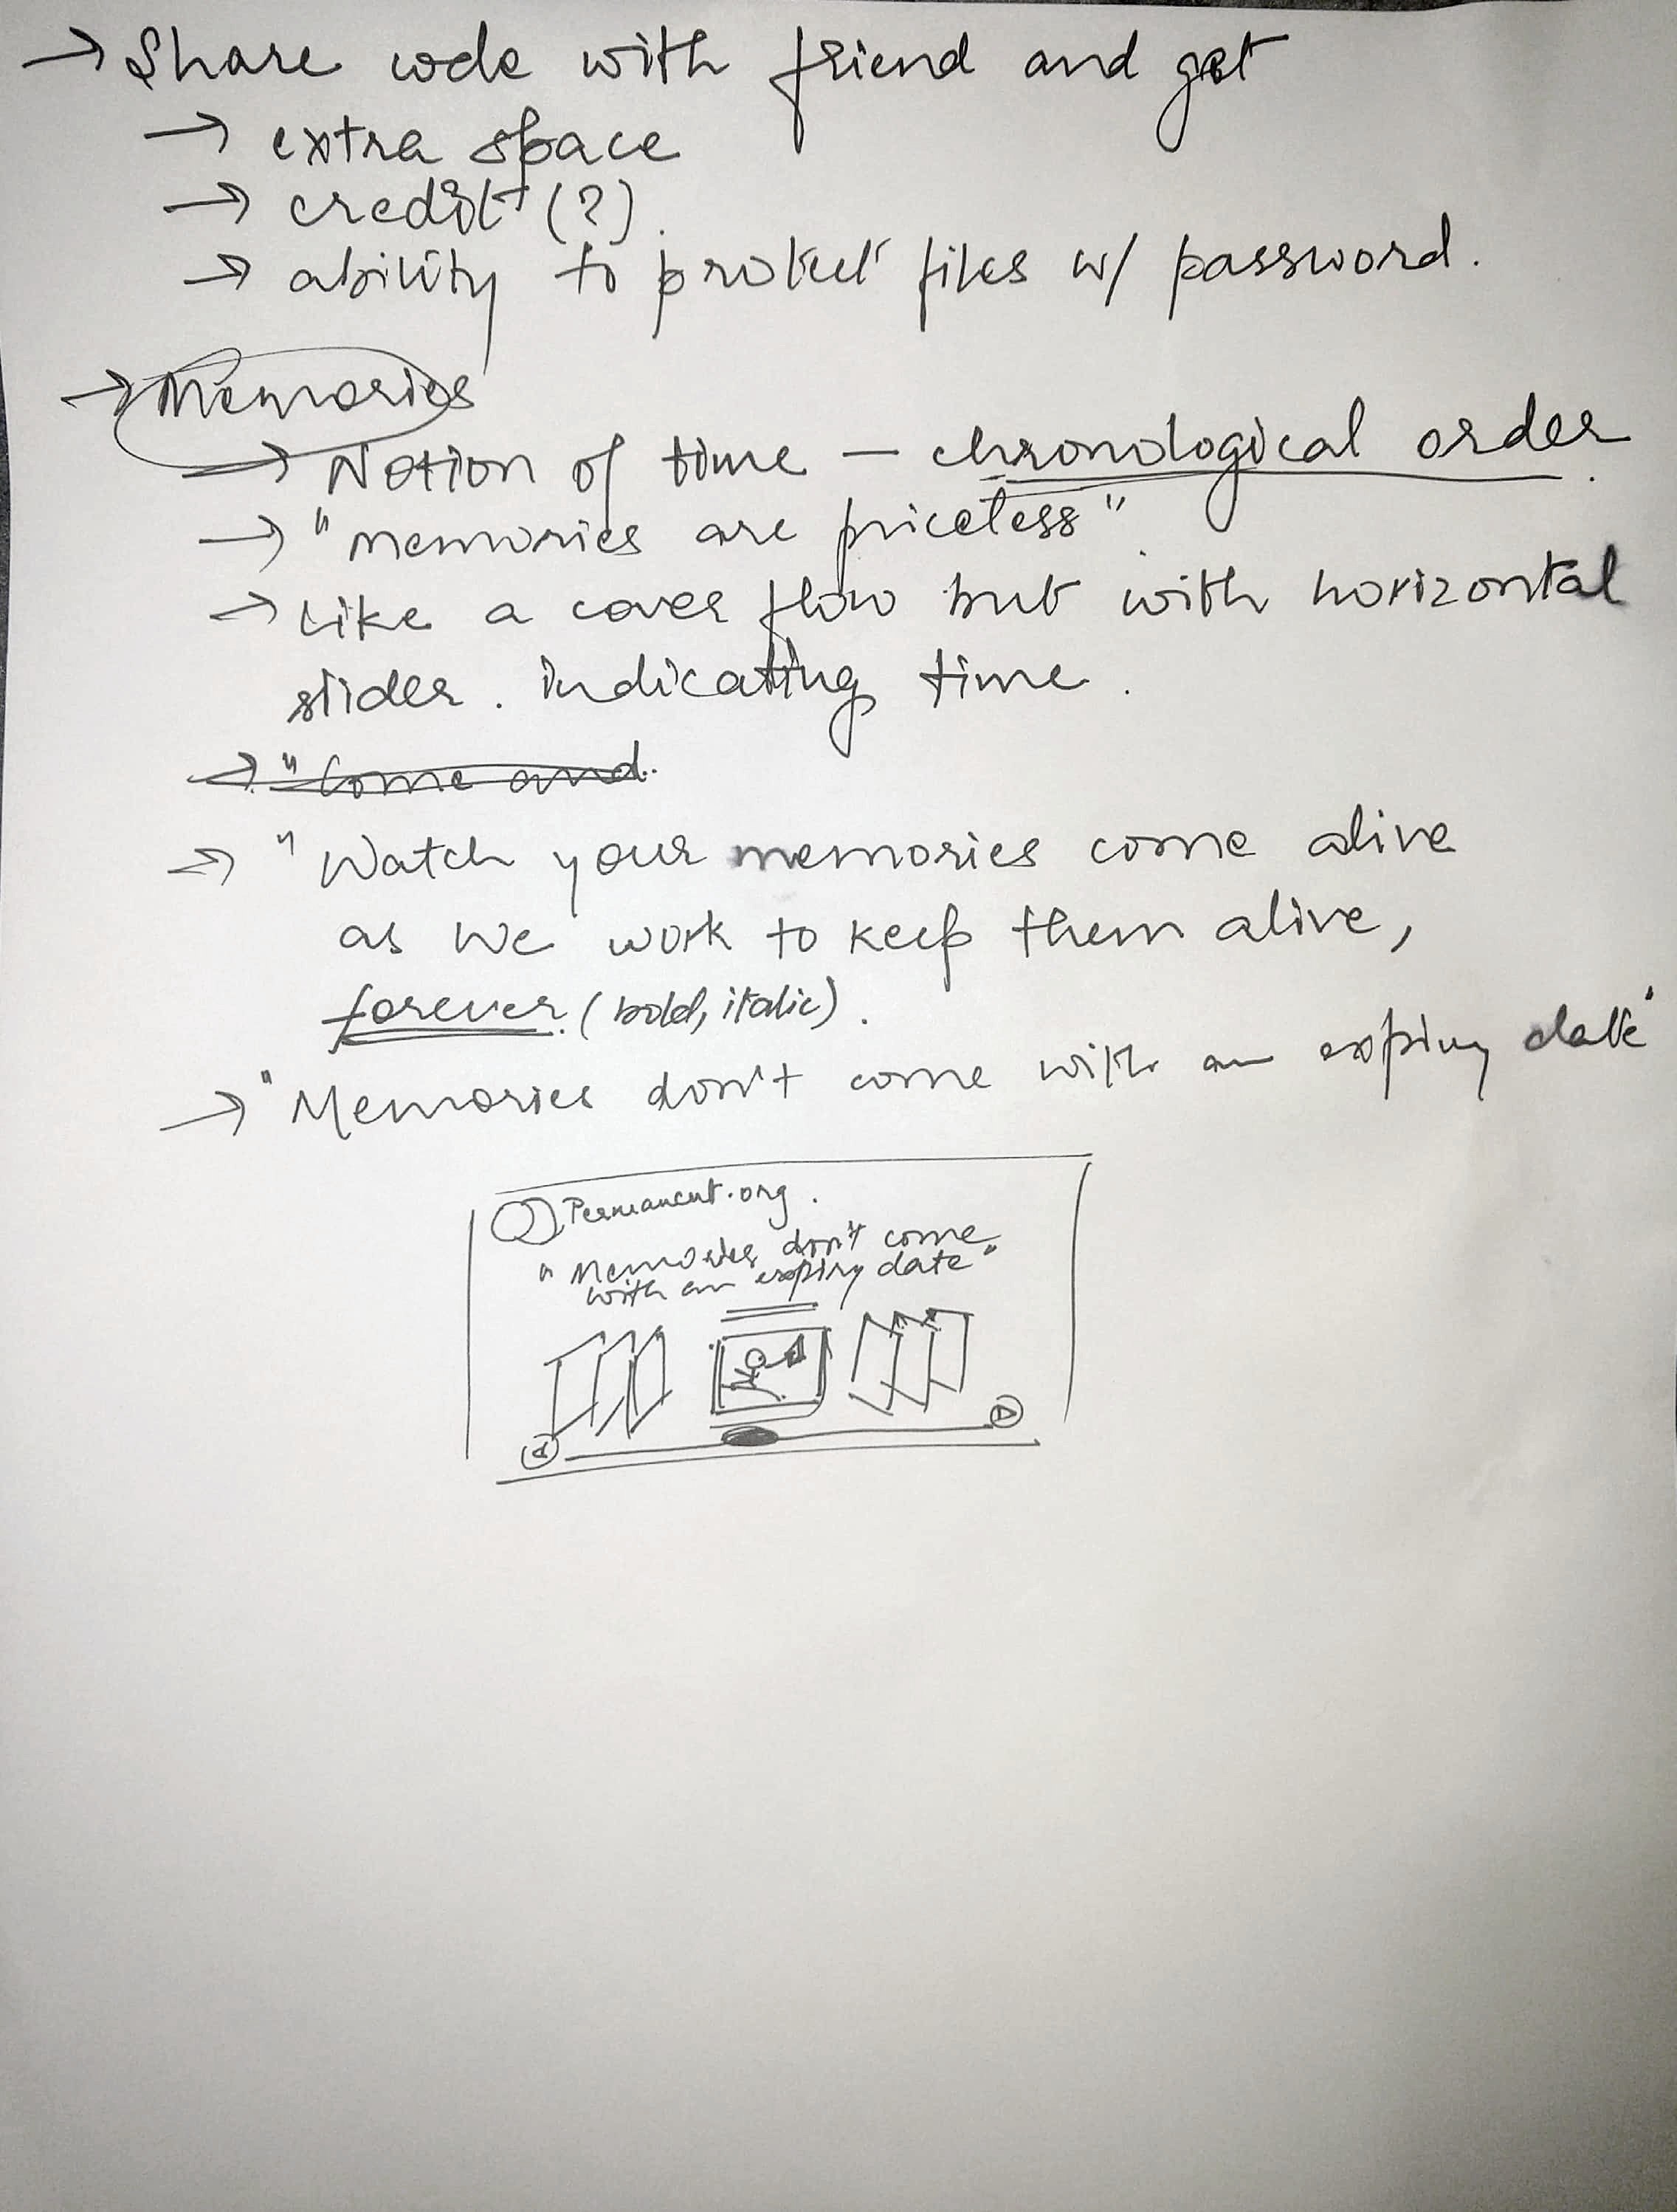 → Share code with friend and get
→ extra space
→ credit (?).
→ ability to protect files w/ password.
→ Memories
→ Notion of time – chronological order.
→ "memories are priceless".
→ Like a cover flow but with horizontal
slider. indicating time.
→ "Come and.
→ "Watch your memories come alive
as we work to keep them alive,
forever. (bold, italic).
→ "Memories don't come with an expiry date"
Permanent.org.
"Memories don't come
with an expiry date"